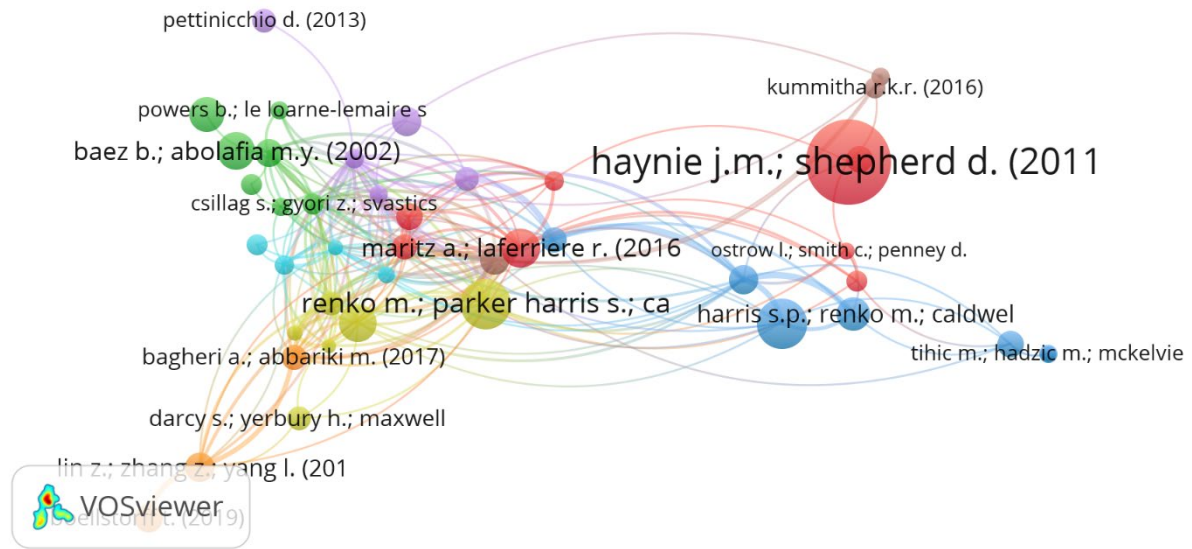 pettinicchio d. (2013)
kummitha r.k.r. (2016)
powers b.; le loarne-lemaire s
baez b.; abolafia m.y. (2002)
haynie j.m.; shepherd d. (2011
csillag s.; gyori z.; svastics
maritz a.; laferriere r. (2016
ostrow l.; smith c.; penney d.
renko m.; parker harris s.; ca
harris s.p.; renko m.; caldwel
bagheri a.; abbariki m. (2017)
tihic m.; hadzic m.; mckelvie
darcy s.; yerbury h.; maxwell
lin z.; zhang z.; yang l. (201
VOSviewer
t. (2019)